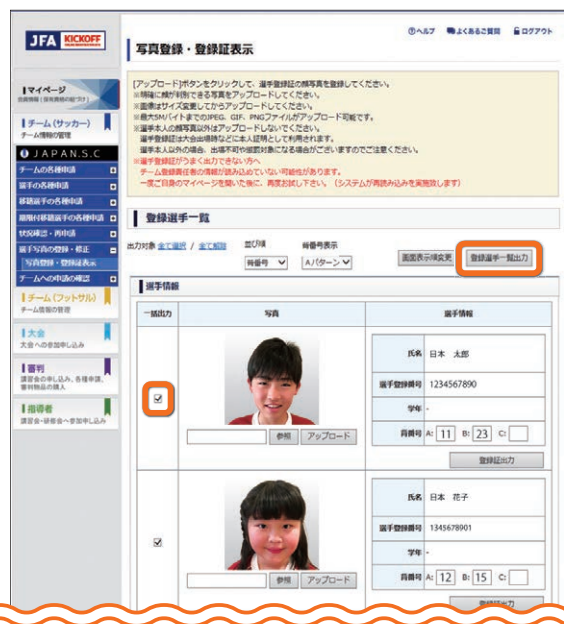 JFA KICKOFF
①ヘルプ よくあるご質問 ログアウト
写真登録・登録証表示
マイページ
チーム(サッカー)
チーム情報の管理
JAPAN.S.C
チームの各種申請
選手の各種申請
移籍選手の各種申請
期限付移籍選手の各種申請
状況確認・再申請
選手写真の登録・修正
写真登録・登録証表示
チームへの申請の確認
チーム(フットサル)
チーム情報の管理
大会
大会への参加申し込み
審判
講習会の申し込み、各種申請、
審判物品の購入
指導者
講習会・研修会へ参加申し込み
[アップロード]ボタンをクリックして、選手登録証の顔写真を登録してください。
※明確に顔が判別できる写真をアップロードしてください。
※画像はサイズ変更してからアップロードしてください。
※最大5Mバイトまでのjpeg、GIF、PNGファイルがアップロード可能です。
※選手本人の顔写真以外はアップロードしないでください。
選手登録証は大会出場時などに本人証明として利用されます。
選手本人以外の場合、出場不可や懲罰対象になる場合がございますのでご注意ください。
※選手登録証がうまく出力できない方へ
チーム登録責任者の情報が読み込めていない可能性があります。
一度ご自身のマイページを開いた後に、再度お試し下さい。(システムが再読み込みを実施致します)
登録選手一覧
出力対象 全て選択 / 全て解除 並び順 背番号表示
背番号 Aパターン 画面表示順変更 登録選手一覧出力
選手情報
一括出力 写真 選手情報
氏名 日本 太郎
選手登録番号 1234567890
学年 -
背番号 A: 11 B: 23 C:
参照 アップロード
登録証出力
氏名 日本 花子
選手登録番号 1345678901
学年 -
背番号 A: 12 B: 15 C:
参照 アップロード
登録証出力